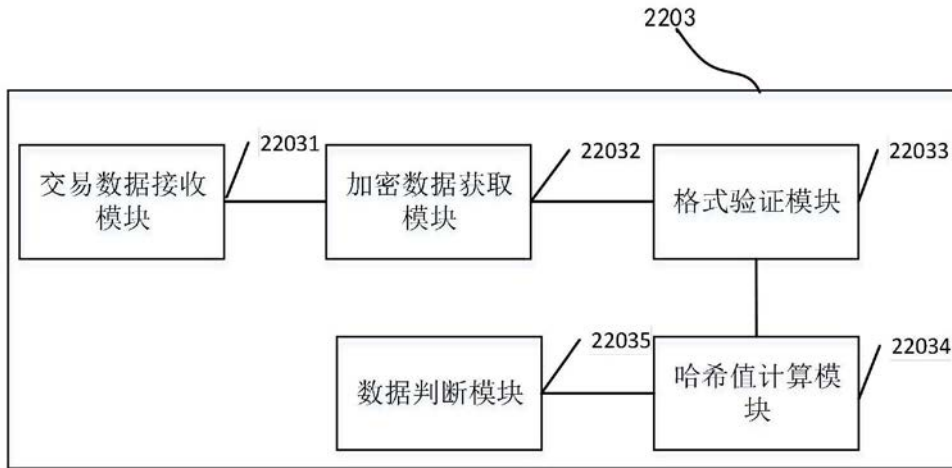 2203
22031
交易数据接收
模块
22032
加密数据获取
模块
22033
格式验证模块
22035
数据判断模块
22034
哈希值计算模
块